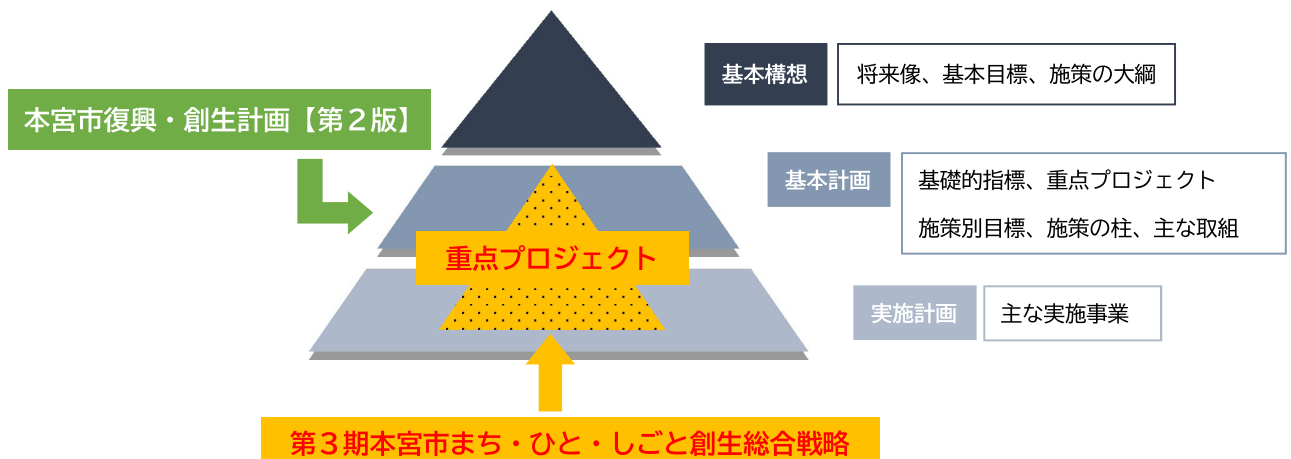 基本構想
将来像、基本目標、施策の大綱
本宮市復興・創生計画【第２版】
基本計画
基礎的指標、重点プロジェクト
施策別目標、施策の柱、主な取組
重点プロジェクト
実施計画
主な実施事業
第３期本宮市まち・ひと・しごと創生総合戦略